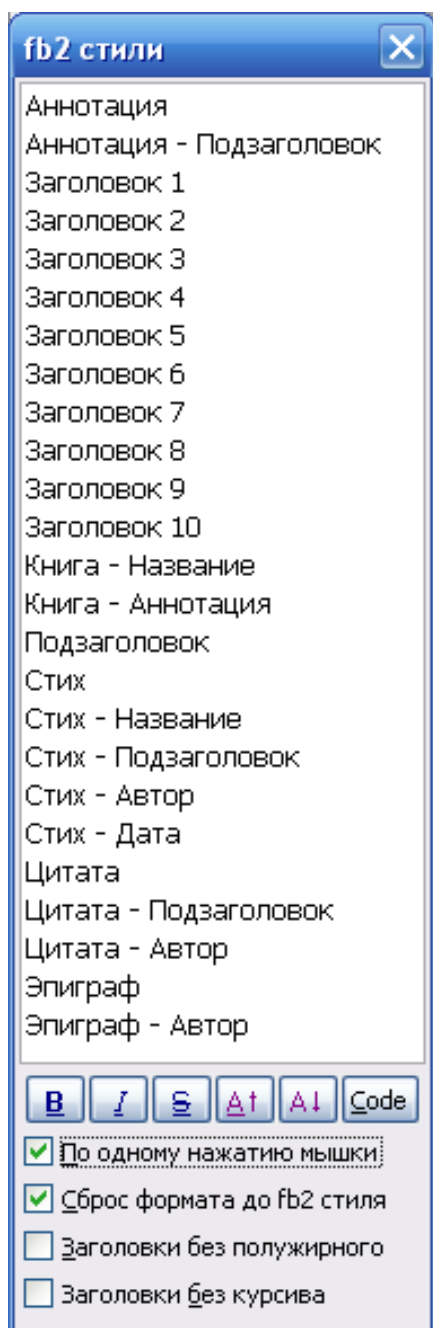 fb2 стили
Аннотация
Аннотация - Подзаголовок
Заголовок 1
Заголовок 2
Заголовок 3
Заголовок 4
Заголовок 5
Заголовок 6
Заголовок 7
Заголовок 8
Заголовок 9
Заголовок 10
Книга - Название
Книга - Аннотация
Подзаголовок
Стих
Стих - Название
Стих - Подзаголовок
Стих - Автор
Стих - Дата
Цитата
Цитата - Подзаголовок
Цитата - Автор
Эпиграф
Эпиграф - Автор
B I S A↑ A↓ Code
По одному нажатию мышки
Сброс формата до fb2 стиля
Заголовки без полужирного
Заголовки без курсива